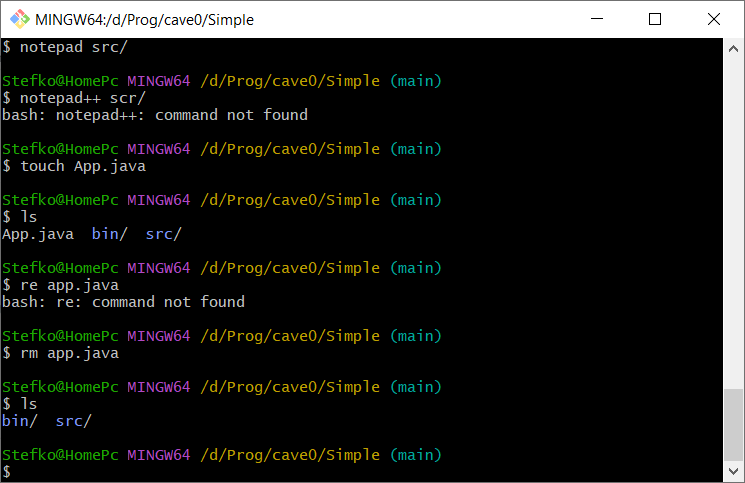 MINGW64:/d/Prog/cave0/Simple
$ notepad src/
Stefko@HomePc MINGW64 /d/Prog/cave0/Simple (main)
$ notepad++ scr/
bash: notepad++: command not found
Stefko@HomePc MINGW64 /d/Prog/cave0/Simple (main)
$ touch App.java
Stefko@HomePc MINGW64 /d/Prog/cave0/Simple (main)
$ ls
App.java  bin/  src/
Stefko@HomePc MINGW64 /d/Prog/cave0/Simple (main)
$ re app.java
bash: re: command not found
Stefko@HomePc MINGW64 /d/Prog/cave0/Simple (main)
$ rm app.java
Stefko@HomePc MINGW64 /d/Prog/cave0/Simple (main)
$ ls
bin/  src/
Stefko@HomePc MINGW64 /d/Prog/cave0/Simple (main)
$